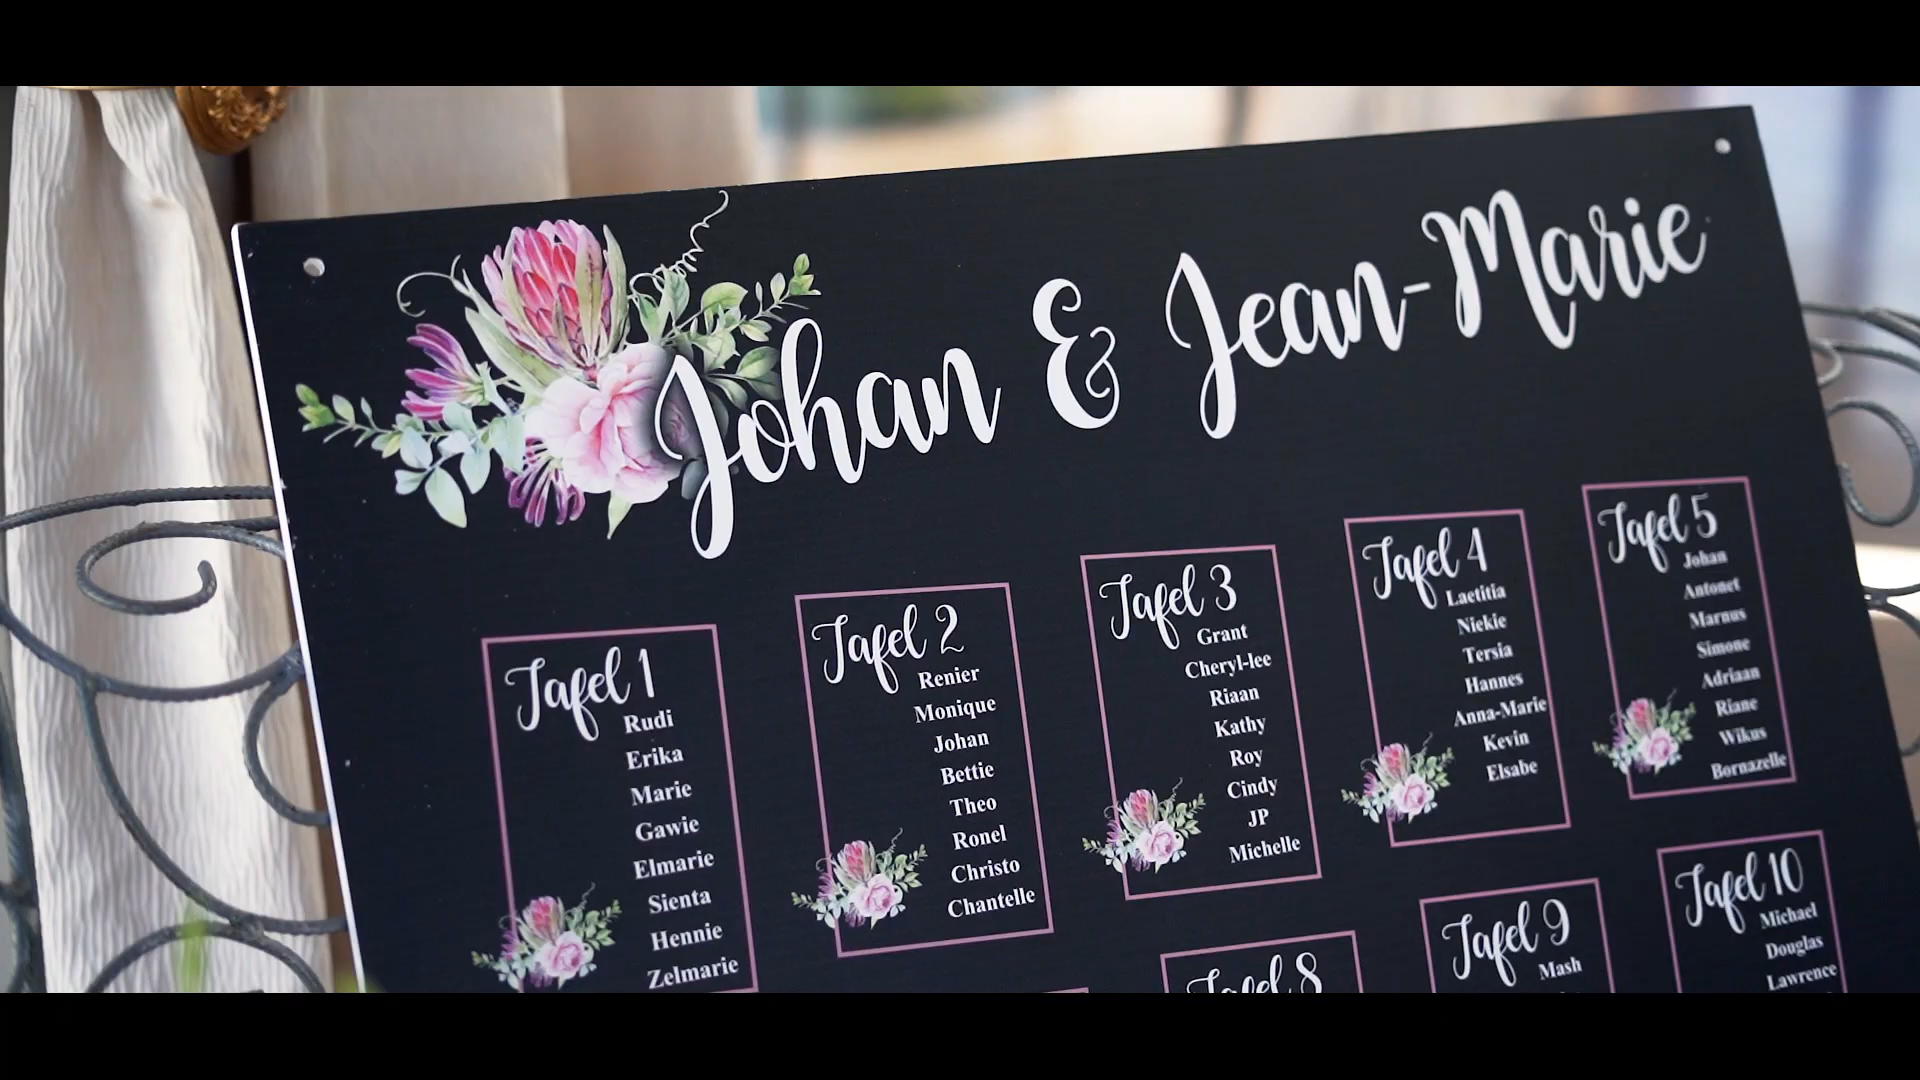 Johan & Jean-Marie
Tafel 1
Rudi
Erika
Marie
Gawie
Elmarie
Sienta
Hennie
Zelmarie
Tafel 2
Renier
Monique
Johan
Bettie
Theo
Ronel
Christo
Chantelle
Tafel 3
Grant
Cheryl-lee
Riaan
Kathy
Roy
Cindy
JP
Michelle
Tafel 4
Laetitia
Niekie
Tersia
Hannes
Anna-Marie
Kevin
Elsabe
Tafel 5
Johan
Antonet
Marnus
Simone
Adriaan
Riane
Wikus
Bornazelle
Tafel 8
Tafel 9
Mash
Tafel 10
Michael
Douglas
Lawrence